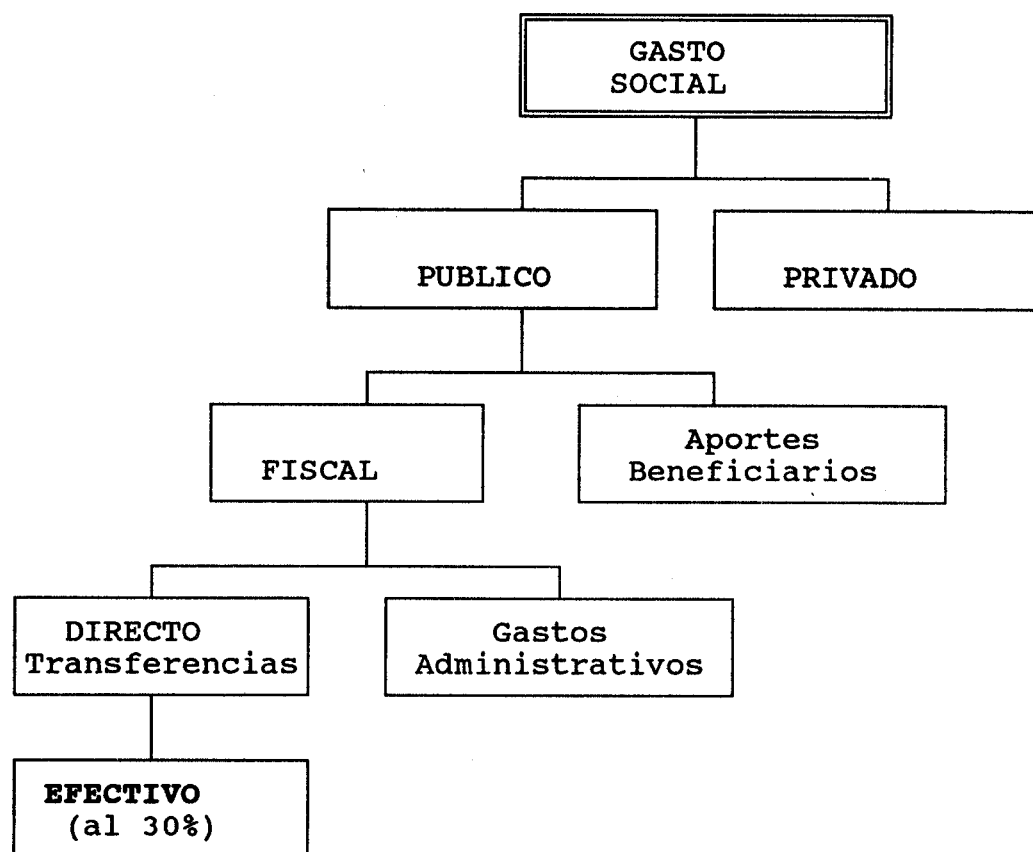 GASTO
SOCIAL
PUBLICO
PRIVADO
FISCAL
Aportes
Beneficiarios
DIRECTO
Transferencias
Gastos
Administrativos
EFECTIVO
(al 30%)